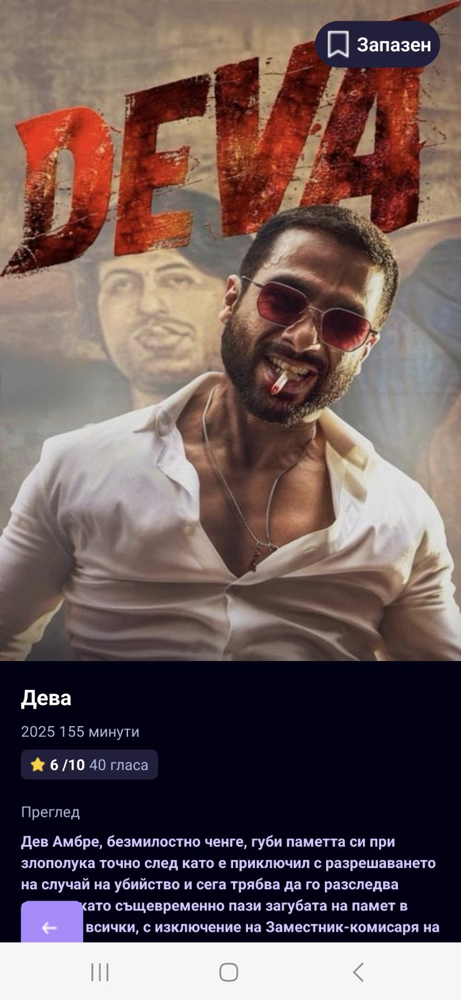 Запазен
DEVA
Дева
2025 155 минути
6 /10 40 гласа
Преглед
Дев Амбре, безмилостно ченге, губи паметта си при
злополука точно след като е приключил с разрешаването
на случай на убийство и сега трябва да го разследва
като същевременно пази загубата на памет в
всички, с изключение на Заместник-комисаря на